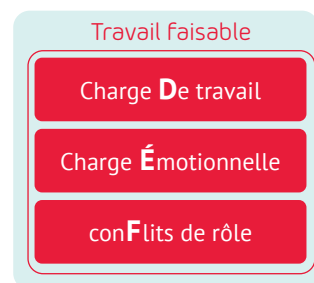 Travail faisable
Charge De travail
Charge Émotionnelle
conFlits de rôle